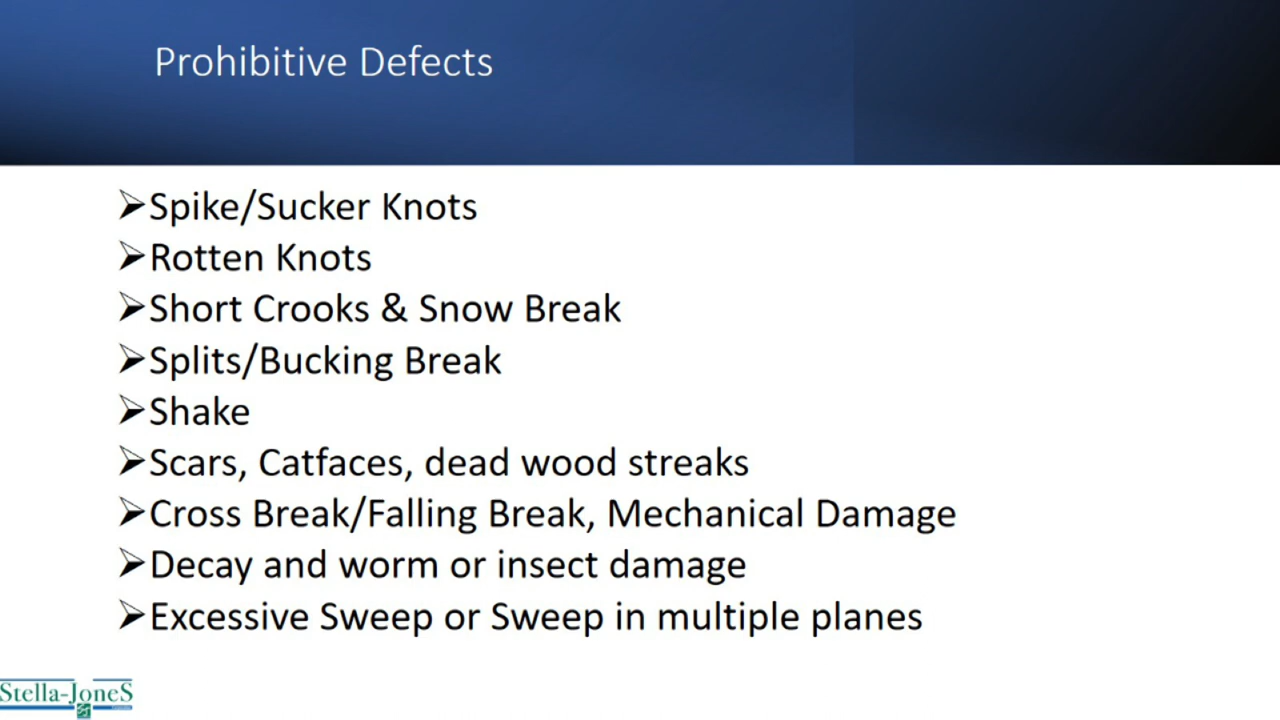 Prohibitive Defects
Spike/Sucker Knots
Rotten Knots
Short Crooks & Snow Break
Splits/Bucking Break
Shake
Scars, Catfaces, dead wood streaks
Cross Break/Falling Break, Mechanical Damage
Decay and worm or insect damage
Excessive Sweep or Sweep in multiple planes
Stella-JoneS